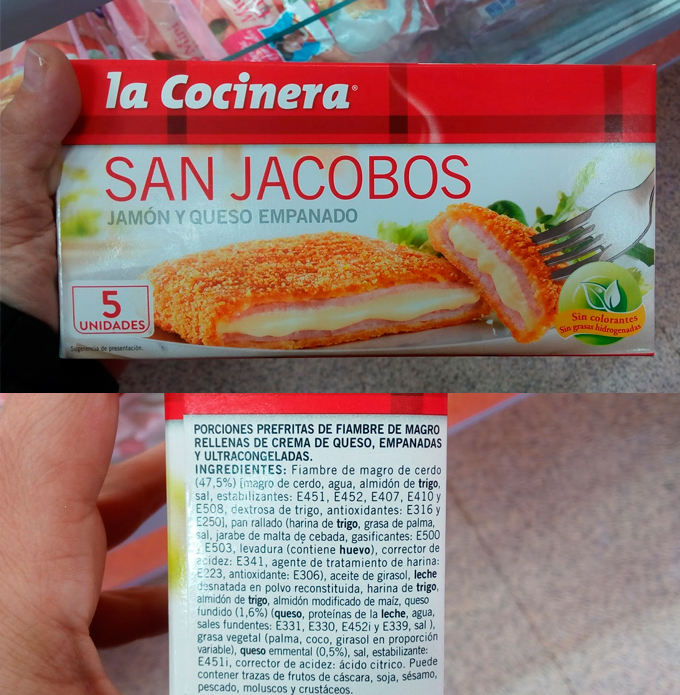 la Cocinera®
SAN JACOBOS
JAMÓN Y QUESO EMPANADO
5
UNIDADES
Sin colorantes
Sin grasas hidrogenadas
Sugerencia de presentación.
PORCIONES PREFRITAS DE FIAMBRE DE MAGRO
RELLENAS DE CREMA DE QUESO, EMPANADAS
Y ULTRACONGELADAS.
INGREDIENTES: Fiambre de magro de cerdo
(47,5%) [magro de cerdo, agua, almidón de trigo,
sal, estabilizantes: E451, E452, E407, E410 y
E508, dextrosa de trigo, antioxidantes: E316 y
E250], pan rallado (harina de trigo, grasa de palma,
sal, jarabe de malta de cebada, gasificantes: E500
y E503, levadura (contiene huevo), corrector de
acidez: E341, agente de tratamiento de harina:
E223, antioxidante: E306), aceite de girasol, leche
desnatada en polvo reconstituida, harina de trigo,
almidón de trigo, almidón modificado de maíz, queso
fundido (1,6%) (queso, proteínas de la leche, agua,
sales fundentes: E331, E330, E452i y E339, sal ),
grasa vegetal (palma, coco, girasol en proporción
variable), queso emmental (0,5%), sal, estabilizante:
E451i, corrector de acidez: ácido cítrico. Puede
contener trazas de frutos de cáscara, soja, sésamo,
pescado, moluscos y crustáceos.